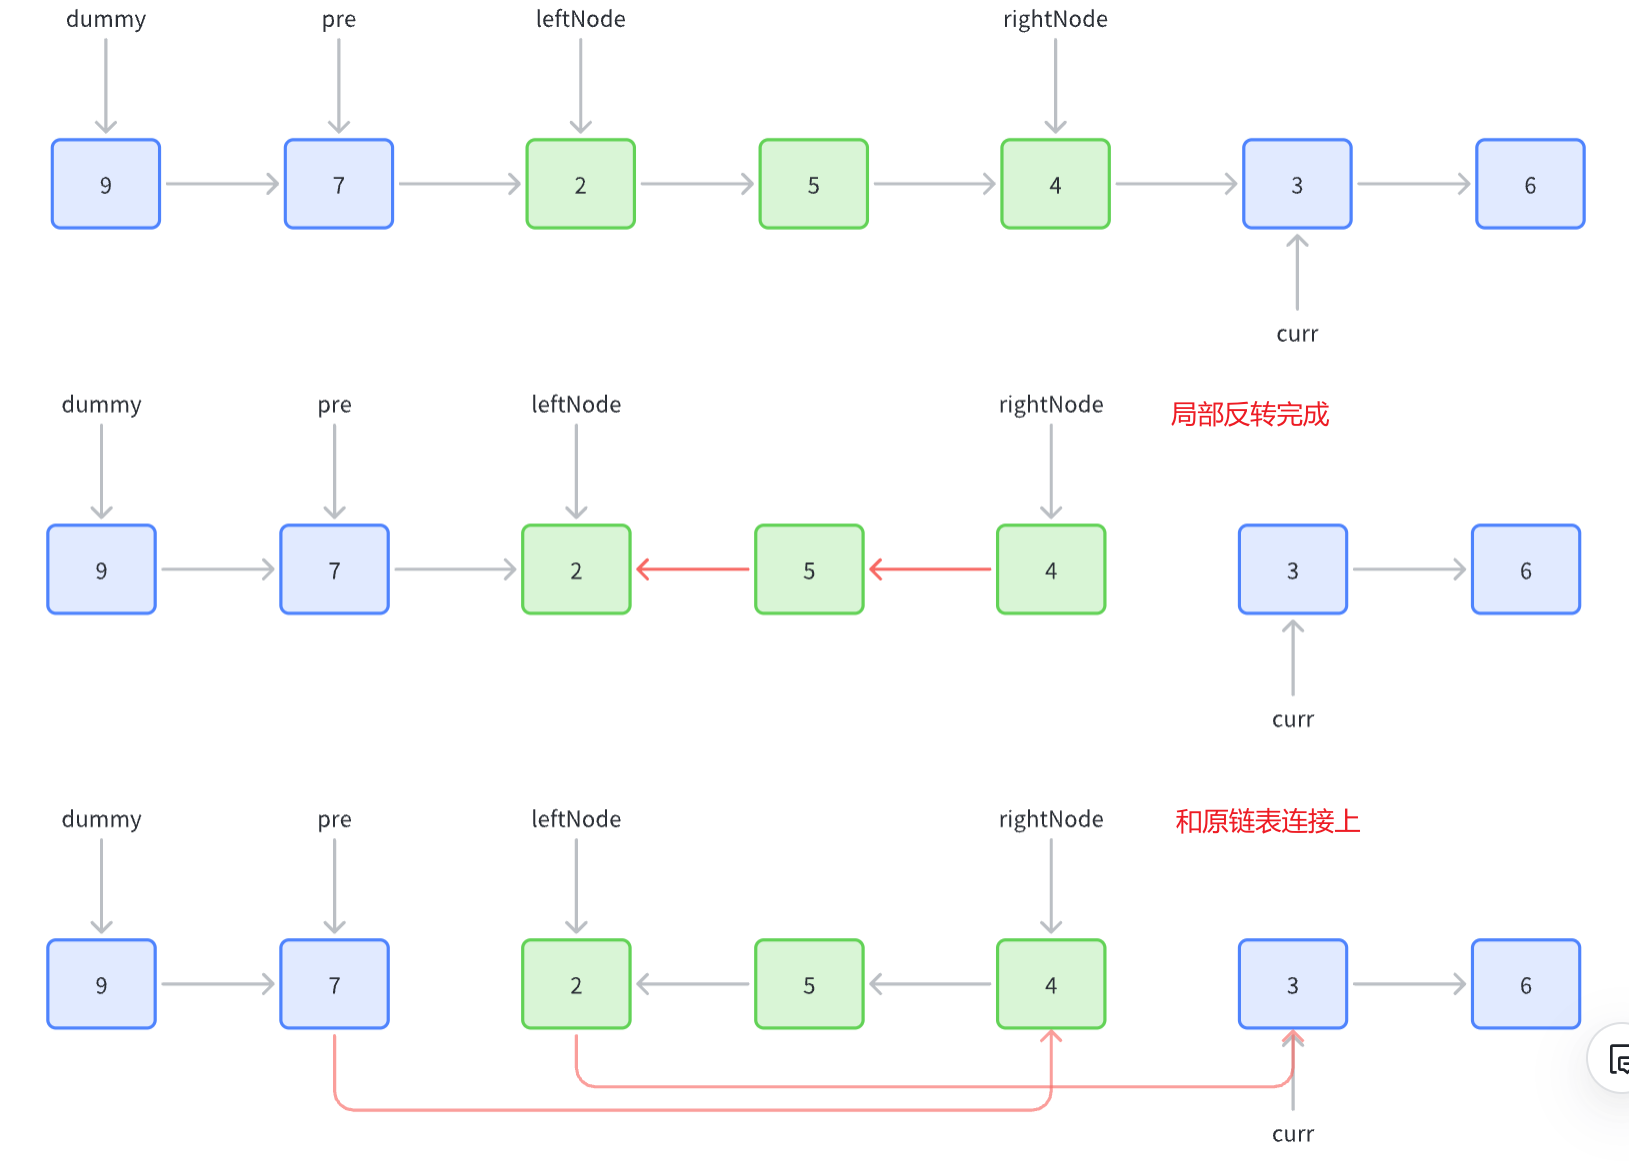 dummy pre leftNode rightNode
9 7 2 5 4 3 6
curr
dummy pre leftNode rightNode 局部反转完成
9 7 2 5 4 3 6
curr
dummy pre leftNode rightNode 和原链表连接上
9 7 2 5 4 3 6
curr